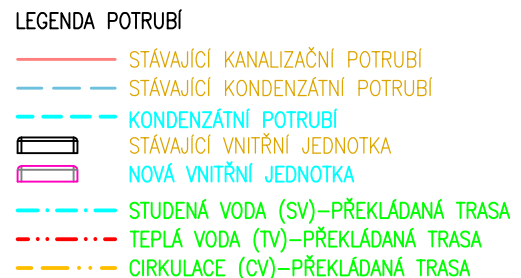 LEGENDA POTRUBÍ
STÁVAJÍCÍ KANALIZAČNÍ POTRUBÍ
STÁVAJÍCÍ KONDENZÁTNÍ POTRUBÍ
KONDENZÁTNÍ POTRUBÍ
STÁVAJÍCÍ VNITŘNÍ JEDNOTKA
NOVÁ VNITŘNÍ JEDNOTKA
STUDENÁ VODA (SV)–PŘEKLÁDANÁ TRASA
TEPLÁ VODA (TV)–PŘEKLÁDANÁ TRASA
CIRKULACE (CV)–PŘEKLÁDANÁ TRASA